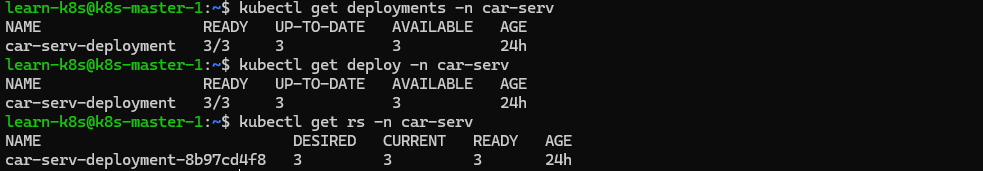 learn-k8s@k8s-master-1:~$ kubectl get deployments -n car-serv
NAME                  READY   UP-TO-DATE   AVAILABLE   AGE
car-serv-deployment   3/3     3            3           24h
learn-k8s@k8s-master-1:~$ kubectl get deploy -n car-serv
NAME                  READY   UP-TO-DATE   AVAILABLE   AGE
car-serv-deployment   3/3     3            3           24h
learn-k8s@k8s-master-1:~$ kubectl get rs -n car-serv
NAME                            DESIRED   CURRENT   READY   AGE
car-serv-deployment-8b97cd4f8   3         3         3       24h